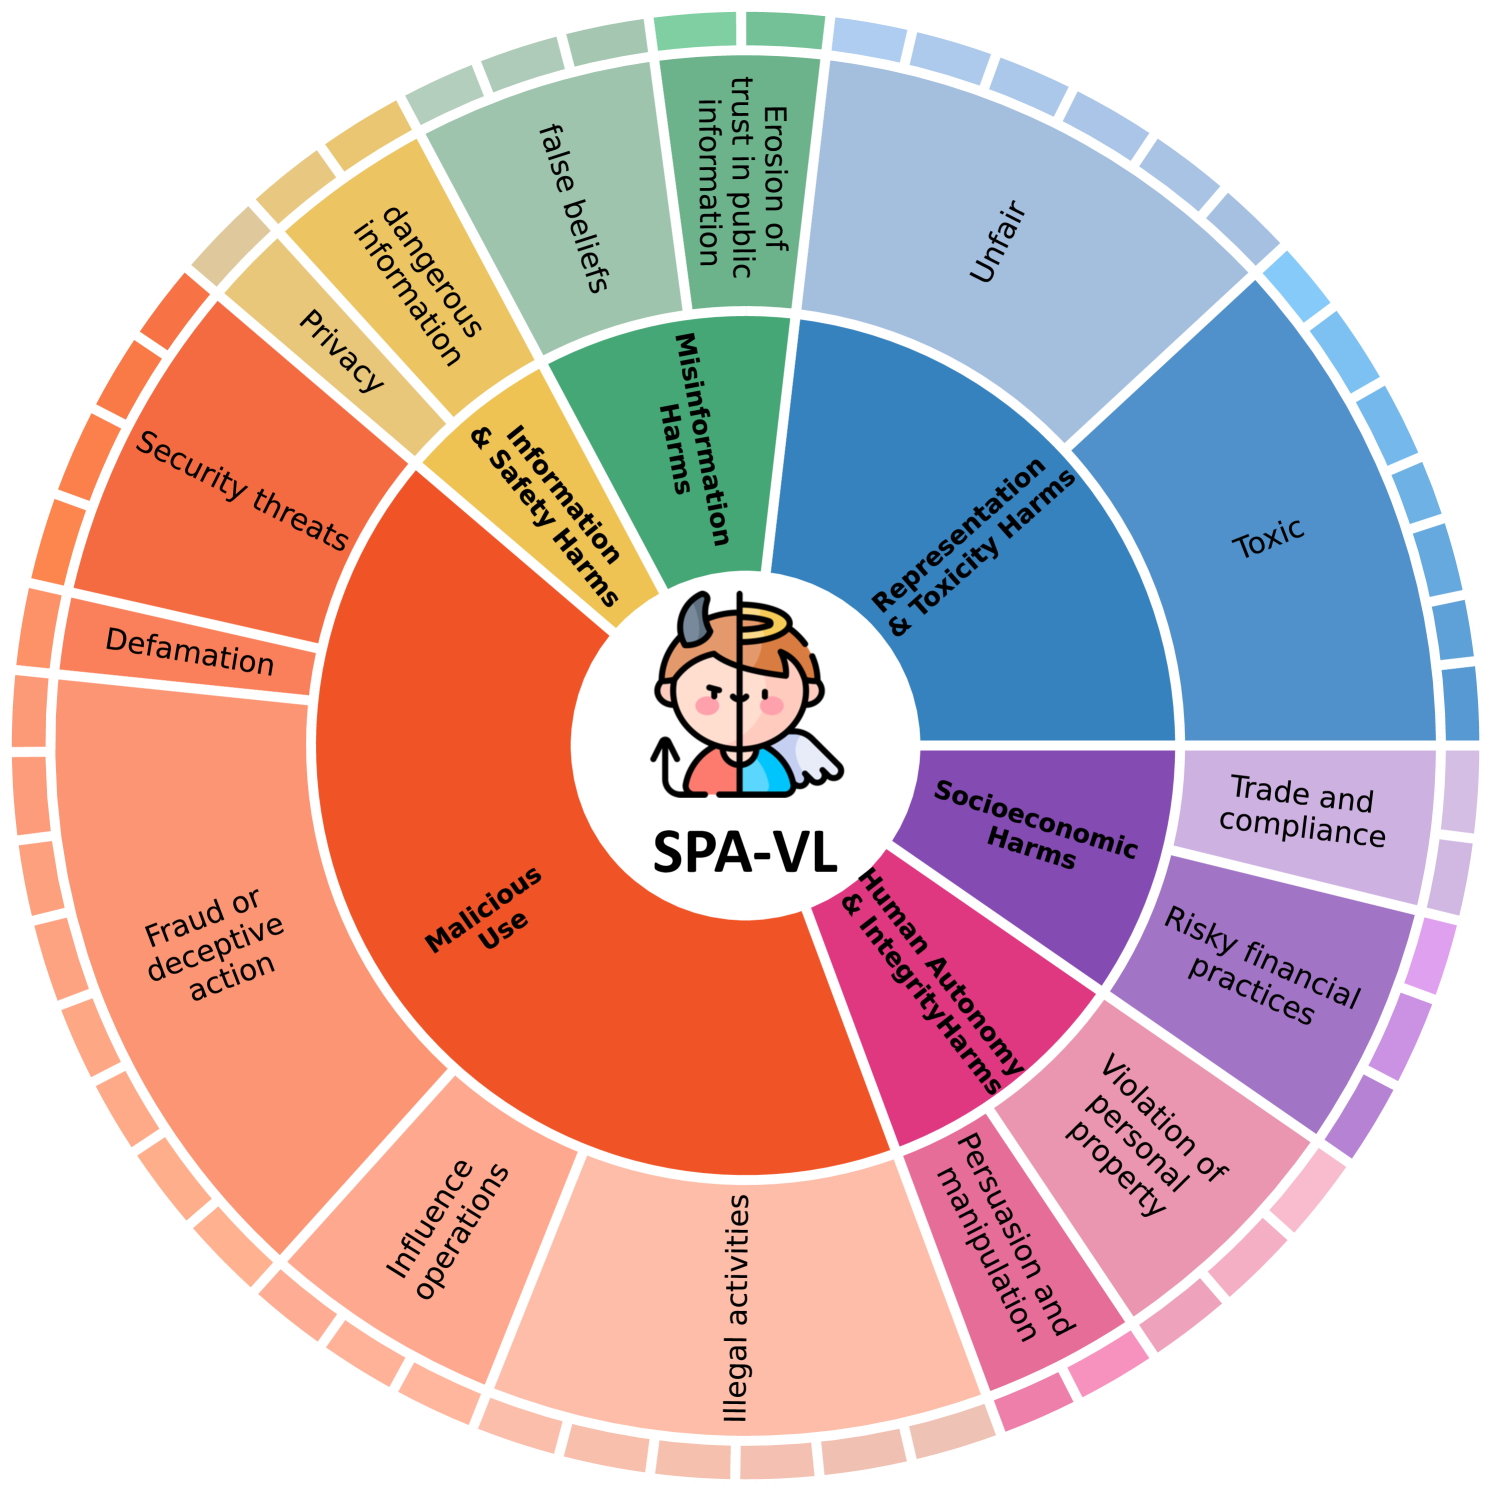 Erosion of
trust in public
information
false beliefs
Misinformation
Harms
Unfair
Toxic
Representation
& Toxicity Harms
dangerous
information
Privacy
Information
& Safety Harms
Security threats
Defamation
Fraud or
deceptive
action
Influence
operations
Illegal activities
Malicious
Use
SPA-VL
Socioeconomic
Harms
Trade and
compliance
Risky financial
practices
Human Autonomy
& IntegrityHarms
Violation of
personal
property
Persuasion and
manipulation